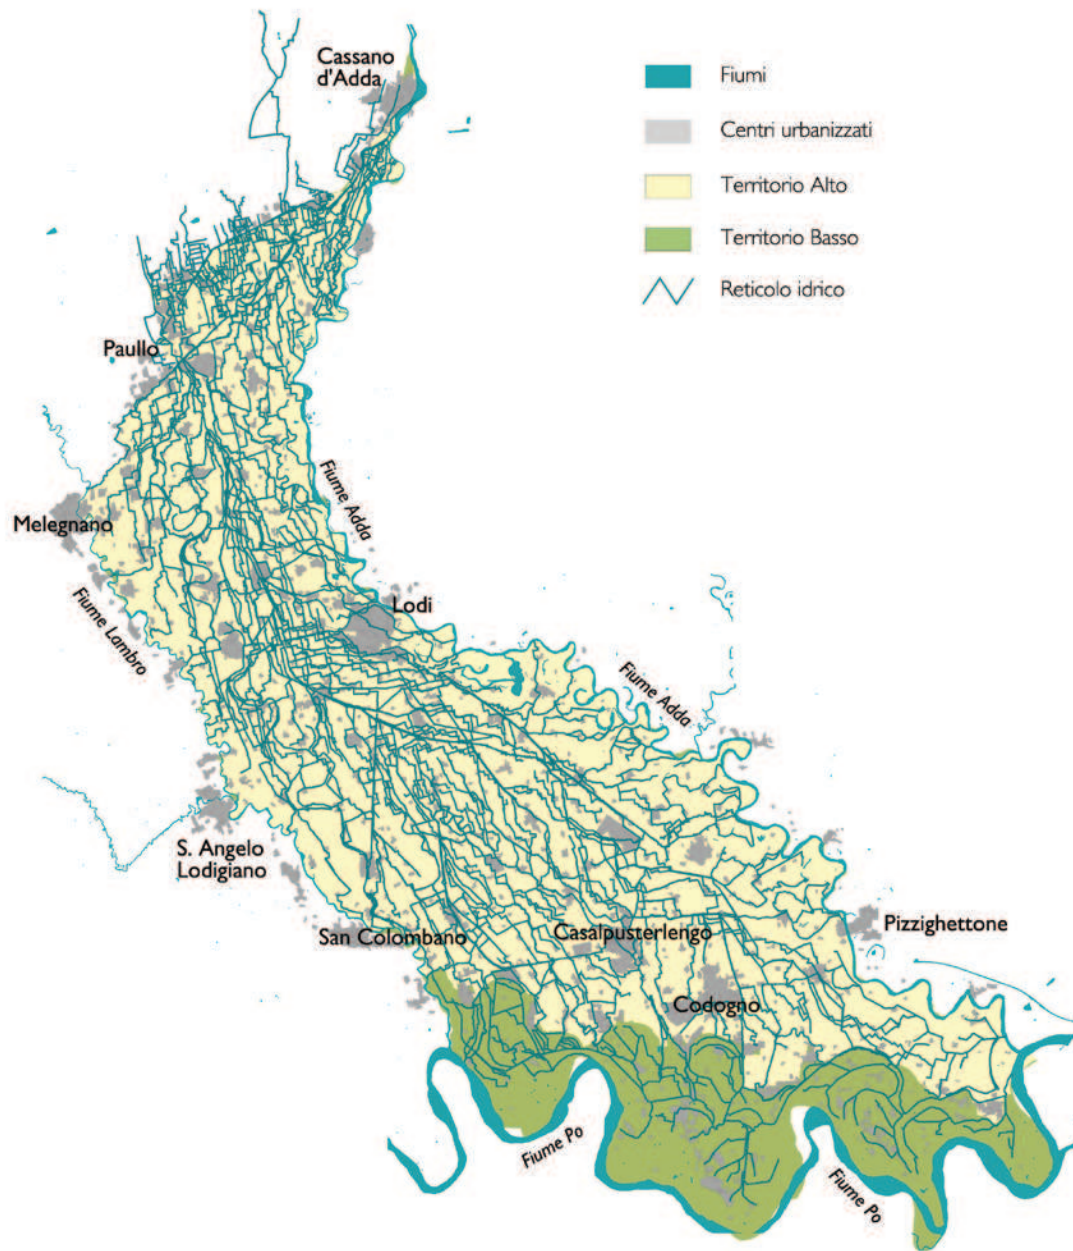 Cassano
d'Adda
Fiumi
Centri urbanizzati
Territorio Alto
Territorio Basso
Reticolo idrico
Paullo
Fiume Adda
Melegnano
Fiume Lambro
Lodi
Fiume Adda
S. Angelo
Lodigiano
San Colombano
Casalpusterlengo
Pizzighettone
Codogno
Fiume Po
Fiume Po